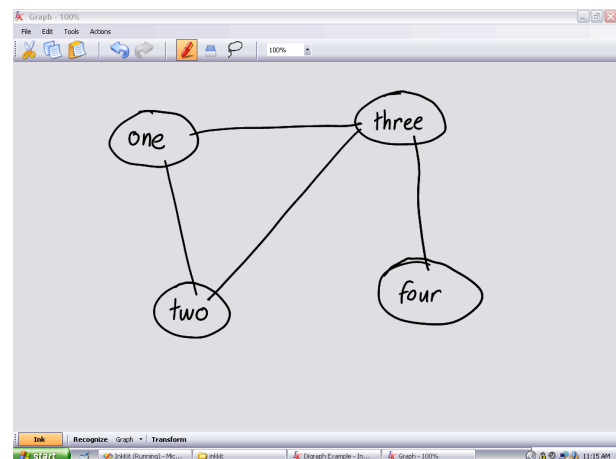 Graph - 100%
File Edit Tools Actions
100%
one
three
two
four
Ink Recognize Graph Transform
start InkKit (Running) - Mic... inkkit Digraph Example - In... Graph - 100% 11:15 AM